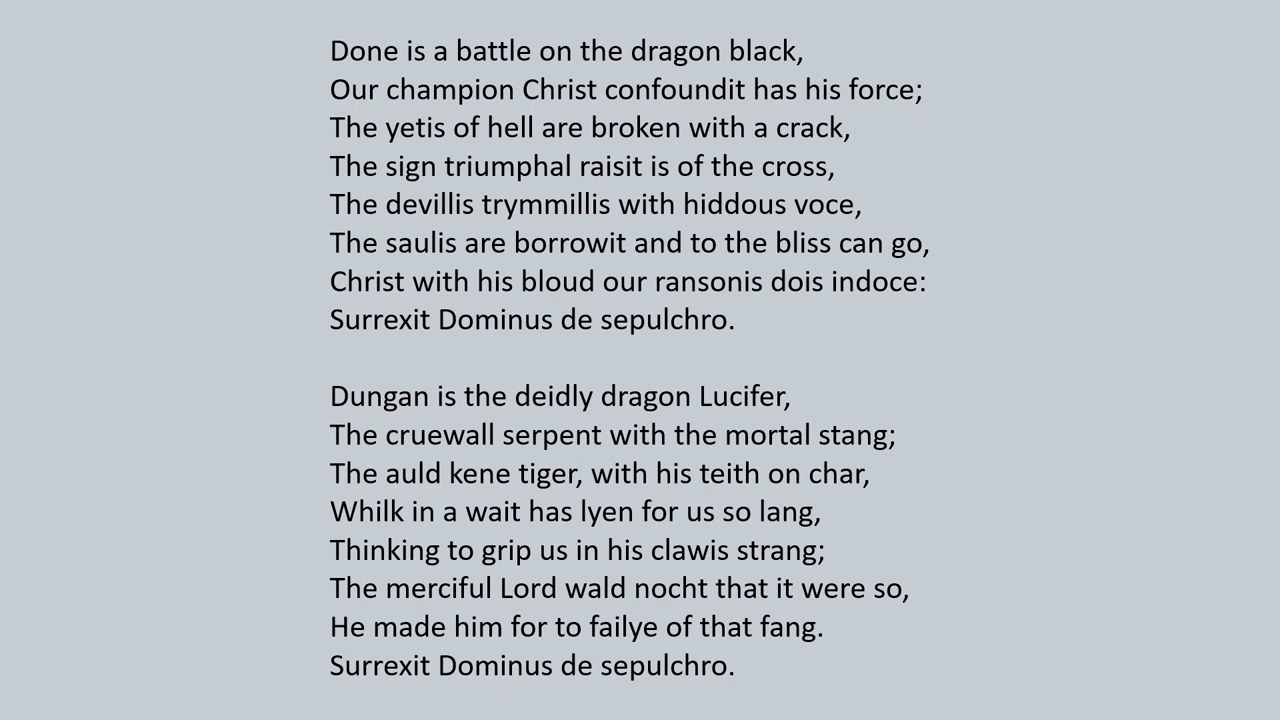 Done is a battle on the dragon black,
Our champion Christ confoundit has his force;
The yetis of hell are broken with a crack,
The sign triumphal raisit is of the cross,
The devillis trymmillis with hiddous voce,
The saulis are borrowit and to the bliss can go,
Christ with his bloud our ransonis dois indoce:
Surrexit Dominus de sepulchro.

Dungan is the deidly dragon Lucifer,
The cruewall serpent with the mortal stang;
The auld kene tiger, with his teith on char,
Whilk in a wait has lyen for us so lang,
Thinking to grip us in his clawis strang;
The merciful Lord wald nocht that it were so,
He made him for to failye of that fang.
Surrexit Dominus de sepulchro.